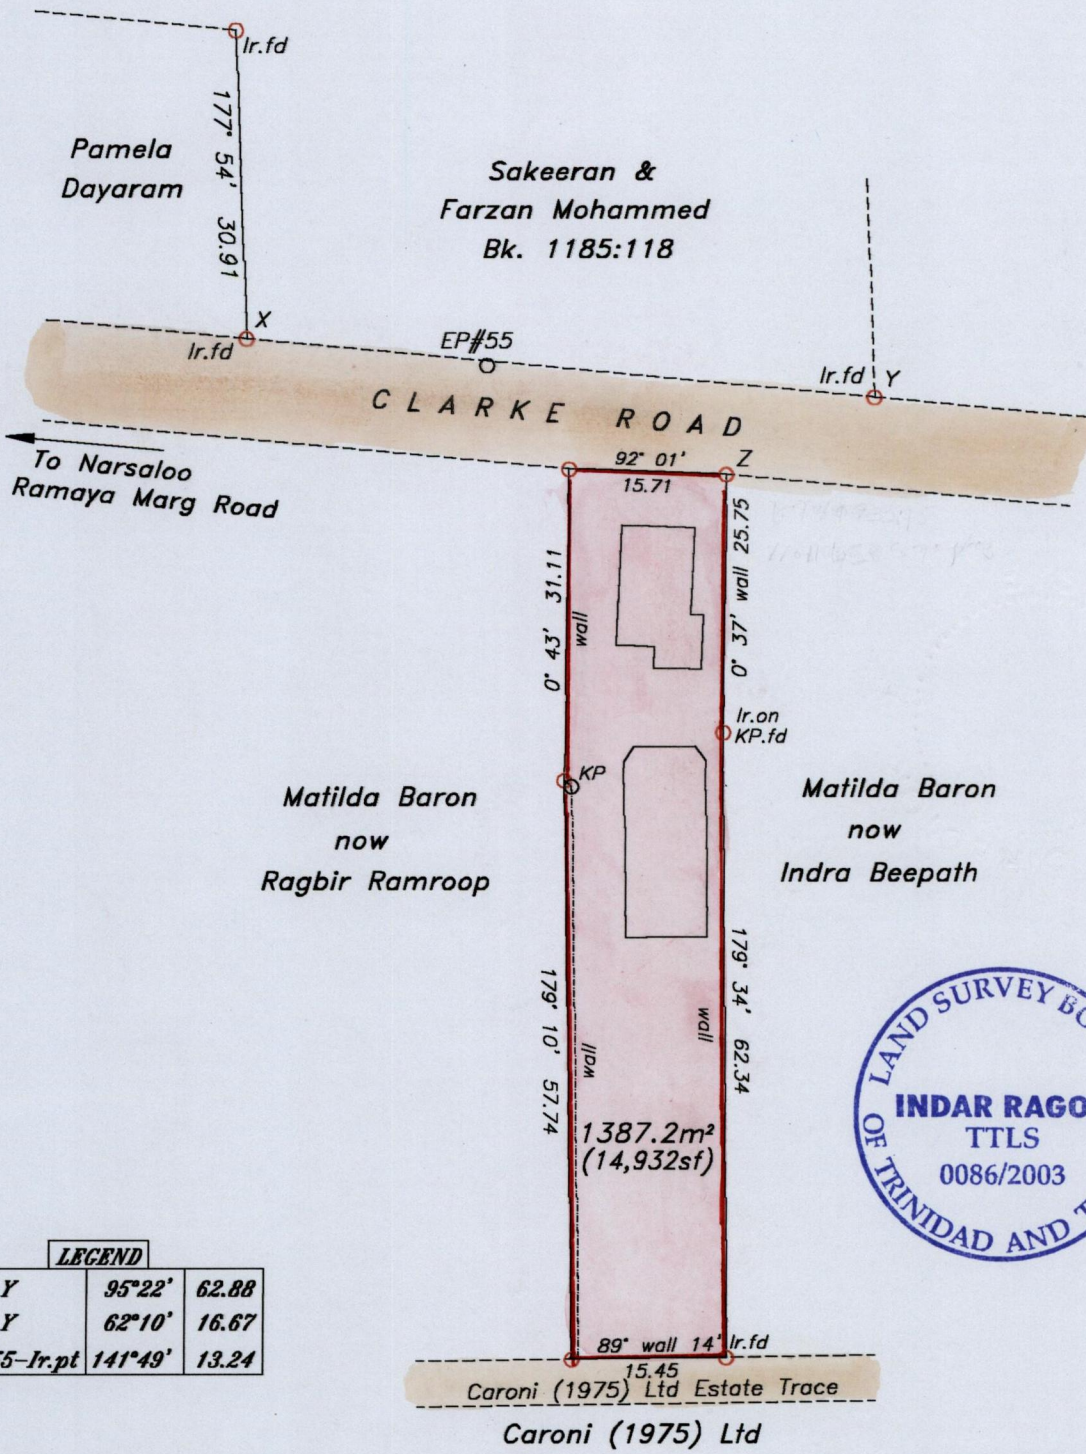 Ir.fd
177° 54' 30.91
Pamela
Dayaram
Sakeeran &
Farzan Mohammed
Bk. 1185:118
X
Ir.fd
EP#55
Ir.fd Y
CLARKE ROAD
To Narsaloo
Ramaya Marg Road
92° 01'
Z
15.71
0° 43' 31.11
wall
0° 37' wall 25.75
Ir.on
KP.fd
KP
Matilda Baron
now
Ragbir Ramroop
Matilda Baron
now
Indra Beepath
179° 10' 57.74
wall
179° 34' 62.34
wall
1387.2m²
(14,932sf)
LAND SURVEY BO
INDAR RAGO
TTLS
0086/2003
OF TRINIDAD AND T
LEGEND
Y 95°22' 62.88
Y 62°10' 16.67
5-Ir.pt 141°49' 13.24
89° wall 14' Ir.fd
15.45
Caroni (1975) Ltd Estate Trace
Caroni (1975) Ltd